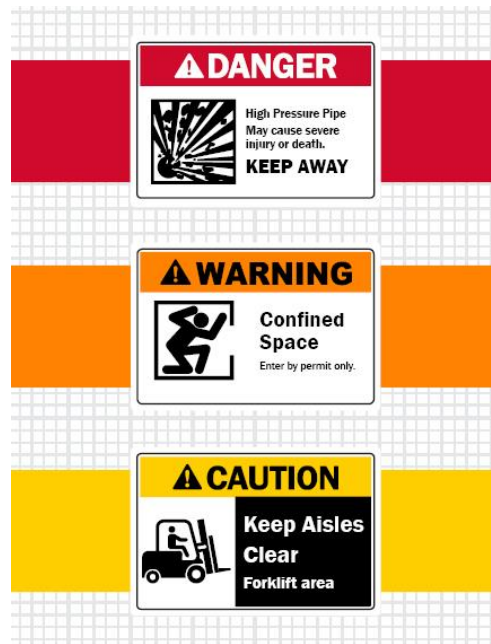 DANGER
High Pressure Pipe
May cause severe
injury or death.
KEEP AWAY
WARNING
Confined
Space
Enter by permit only.
CAUTION
Keep Aisles
Clear
Forklift area